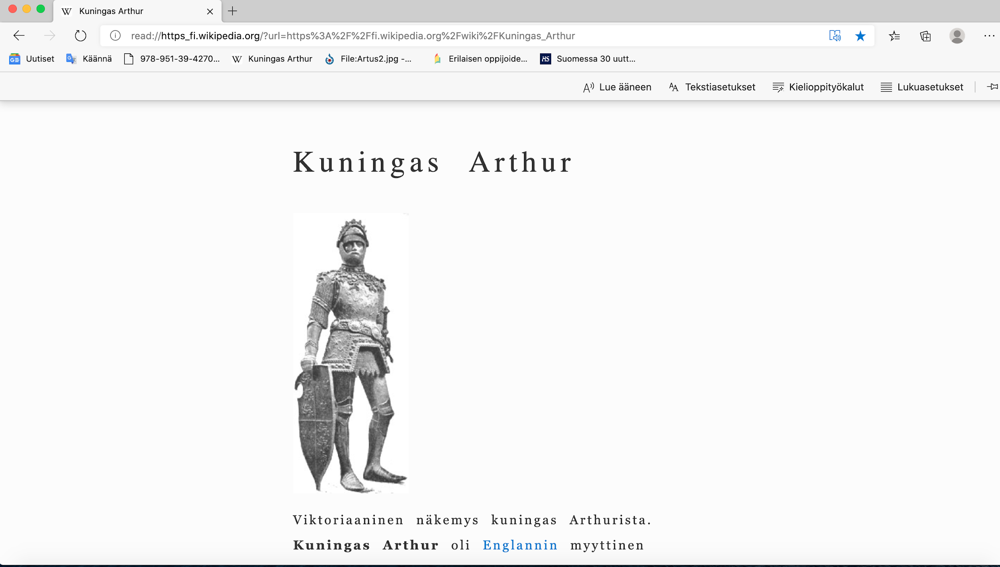 Kuningas Arthur
read://https_fi.wikipedia.org/?url=https%3A%2F%2Ffi.wikipedia.org%2Fwiki%2FKuningas_Arthur
Uutiset Käännä 978-951-39-4270... Kuningas Arthur File:Artus2.jpg -... Erilaisen oppijoide... HS Suomessa 30 uutt...
Lue ääneen Tekstiasetukset Kielioppityökalut Lukuasetukset
Kuningas Arthur
Viktoriaaninen näkemys kuningas Arthurista.
Kuningas Arthur oli Englannin myyttinen